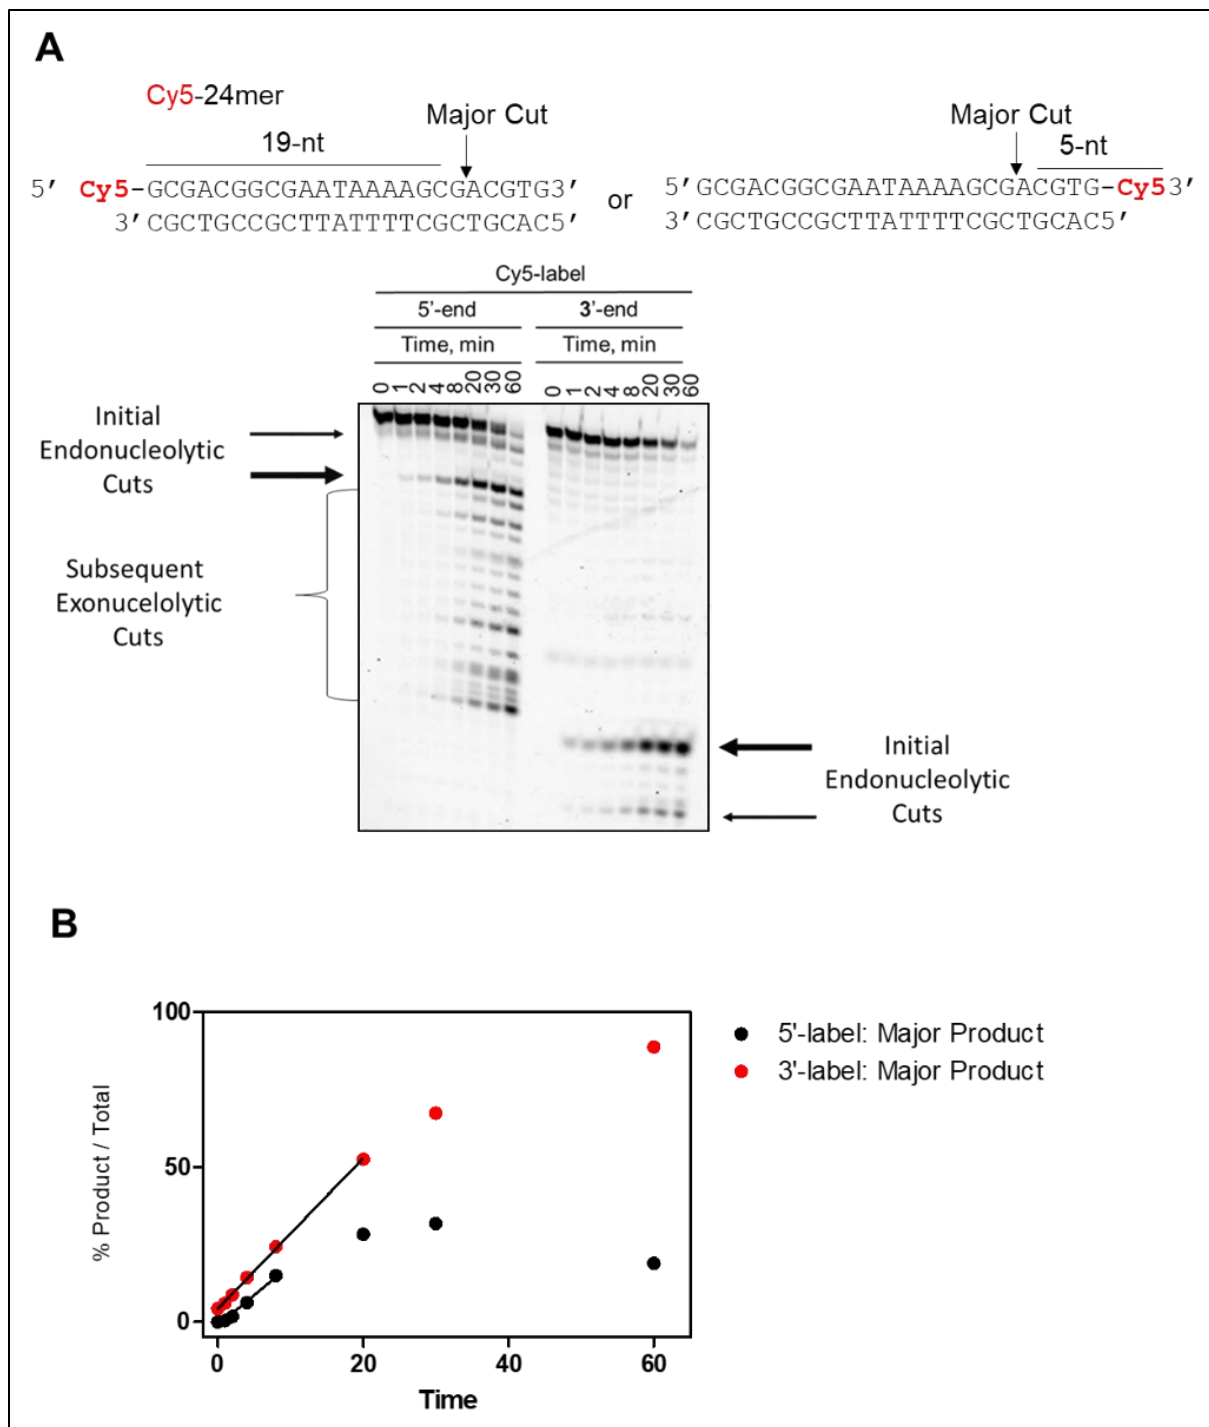 A
Cy5-24mer
19-nt
Major Cut
5' Cy5-GCGACGGCGAATAAAAGCGACGTG3'
3'CGCTGCCGCTTATTTTCGCTGCAC5'
or
Major Cut
5-nt
5'GCGACGGCGAATAAAAGCGACGTG-Cy53'
3'CGCTGCCGCTTATTTTCGCTGCAC5'
Cy5-label
5'-end
3'-end
Time, min
Time, min
0 1 2 4 8 20 30 60
0 1 2 4 8 20 30 60
Initial
Endonucleolytic
Cuts
Subsequent
Exonucelolytic
Cuts
Initial
Endonucleolytic
Cuts
B
100
50
0
% Product / Total
0 20 40 60
Time
5'-label: Major Product
3'-label: Major Product